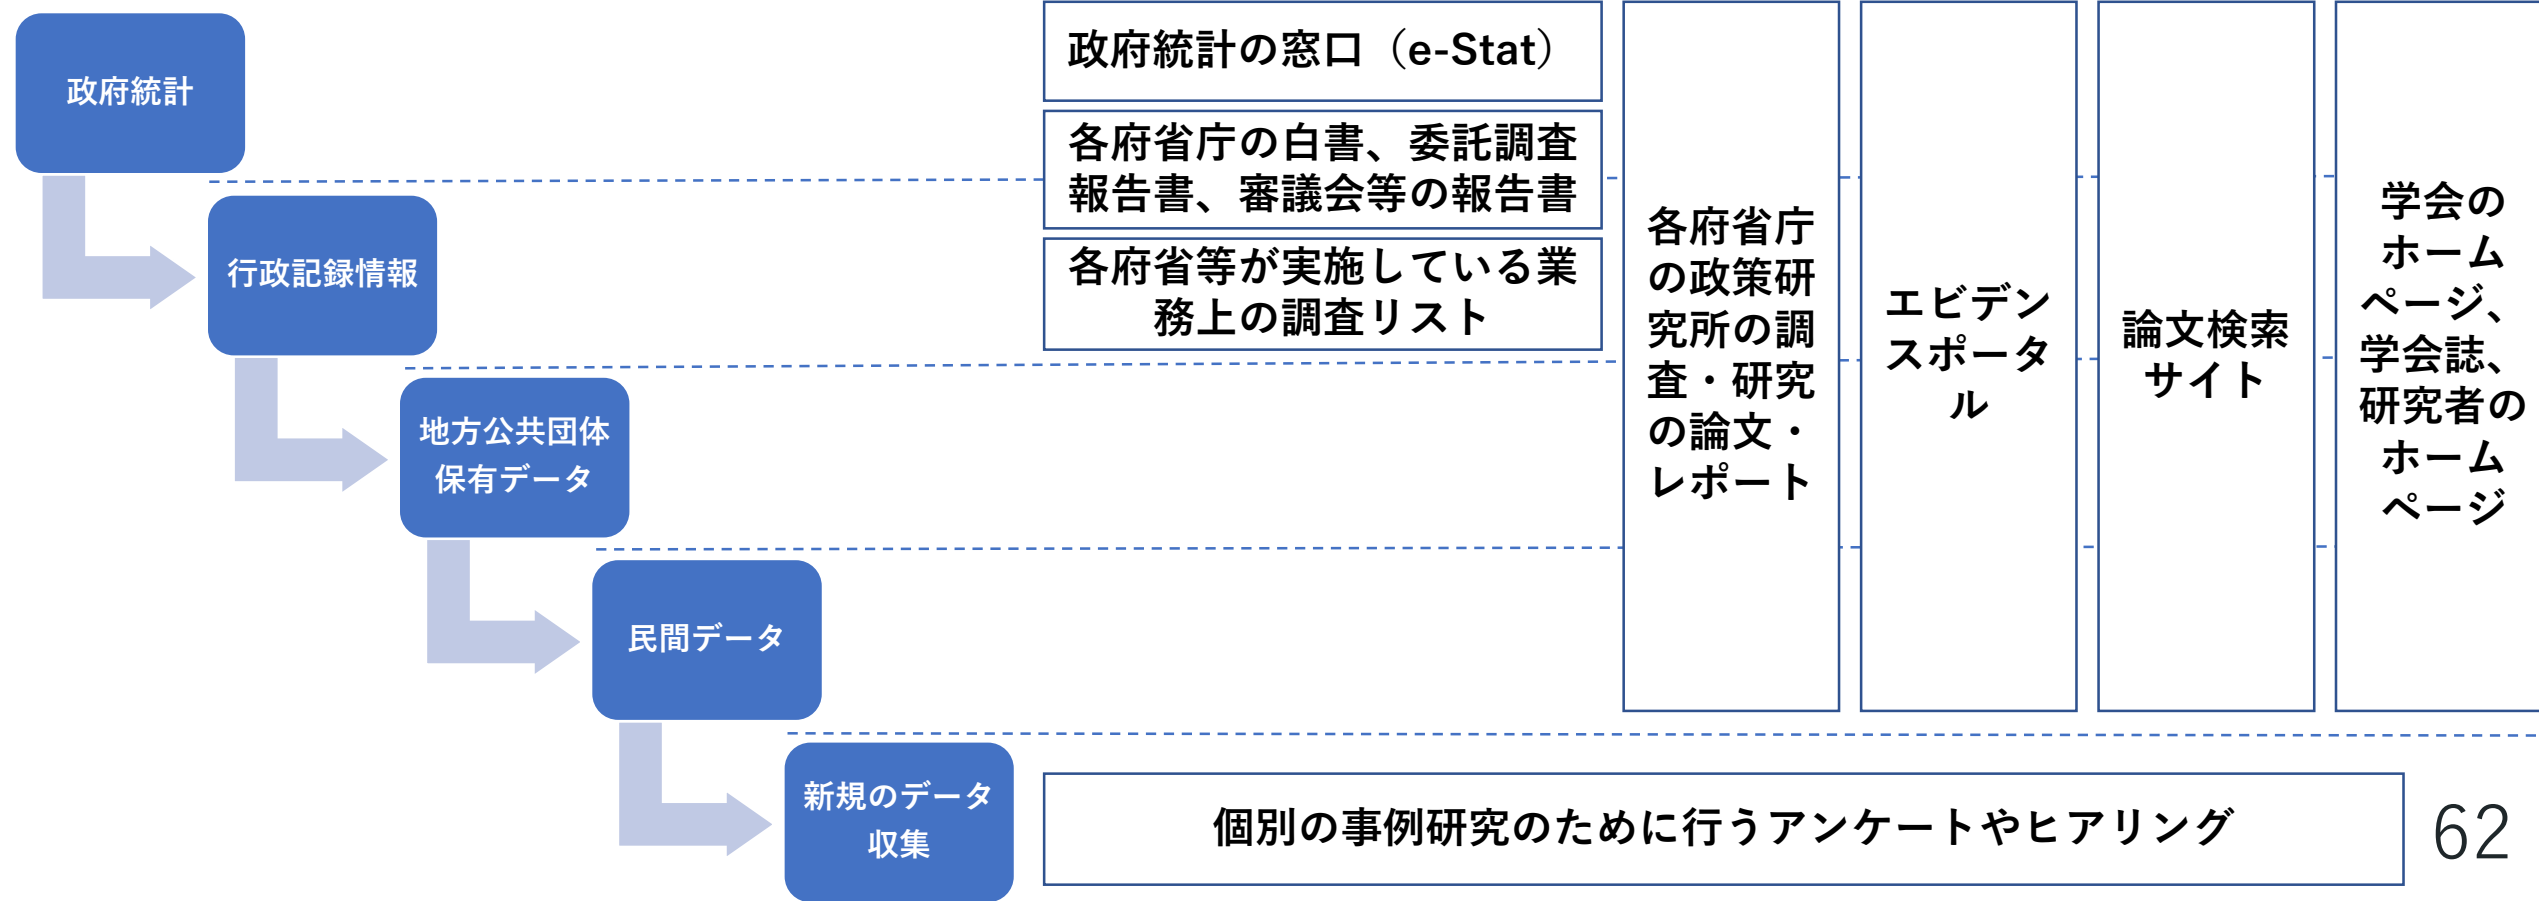 政府統計
行政記録情報
地方公共団体
保有データ
民間データ
新規のデータ
収集
政府統計の窓口（e-Stat）
各府省庁の白書、委託調査
報告書、審議会等の報告書
各府省等が実施している業
務上の調査リスト
各府省庁
の政策研
究所の調
査・研究
の論文・
レポート
エビデン
スポータ
ル
論文検索
サイト
学会の
ホーム
ページ、
学会誌、
研究者の
ホーム
ページ
個別の事例研究のために行うアンケートやヒアリング
62